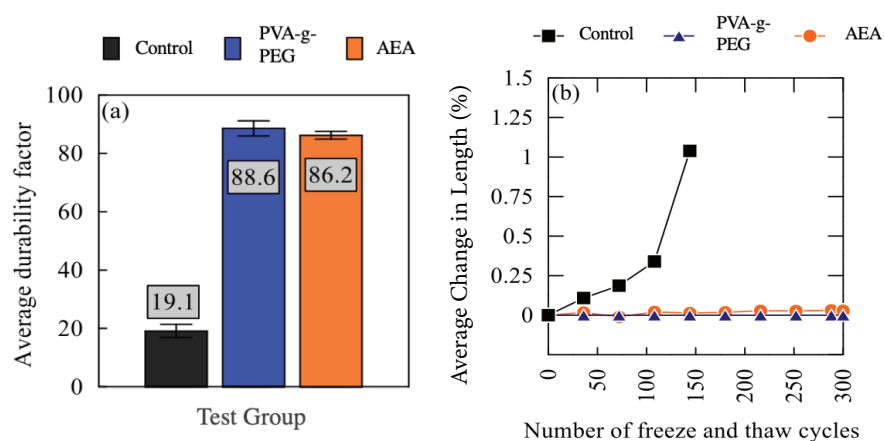 Control
PVA-g-
PEG
AEA
(a)
Average durability factor
100
80
60
40
20
0
19.1
88.6
86.2
Test Group
Control
PVA-g-
PEG
AEA
(b)
Average Change in Length (%)
1.5
1.25
1
0.75
0.5
0.25
0
0
50
100
150
200
250
300
Number of freeze and thaw cycles